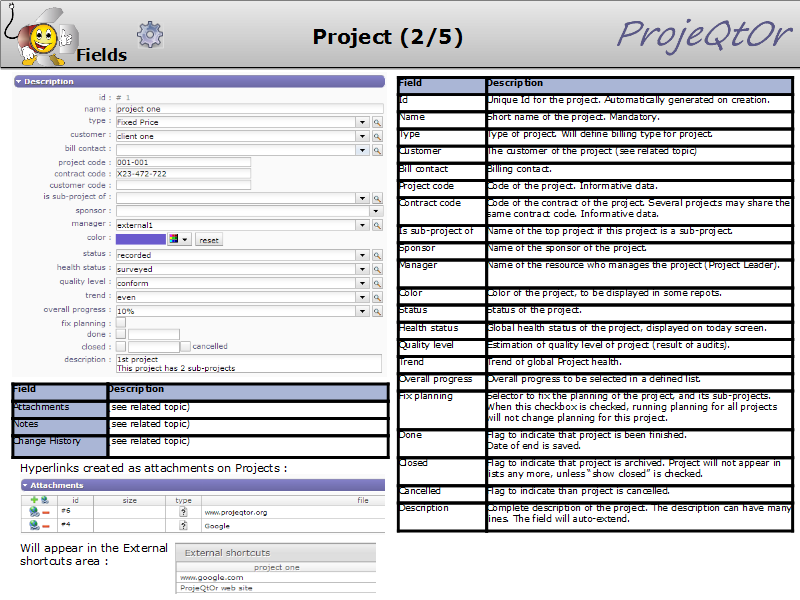 Project (2/5)
ProjeQtOr
Fields
Description
id : # 1
name : project one
type : Fixed Price
customer : client one
bill contact :
project code : 001-001
contract code : X23-472-722
customer code :
is sub-project of :
sponsor :
manager : external1
color : reset
status : recorded
health status : surveyed
quality level : conform
trend : even
overall progress : 10%
fix planning :
done :
closed : cancelled
description : 1st project
This project has 2 sub-projects
Field Description
Attachments (see related topic)
Notes (see related topic)
Change History (see related topic)
Hyperlinks created as attachments on Projects :
Attachments
id size type file
#6 www.projeqtor.org
#4 Google
Will appear in the External
shortcuts area :
External shortcuts
project one
www.google.com
ProjeQtOr web site
Field Description
Id Unique Id for the project. Automatically generated on creation.
Name Short name of the project. Mandatory.
Type Type of project. Will define billing type for project.
Customer The customer of the project (see related topic)
Bill contact Billing contact.
Project code Code of the project. Informative data.
Contract code Code of the contract of the project. Several projects may share the
same contract code. Informative data.
Is sub-project of Name of the top project if this project is a sub-project.
Sponsor Name of the sponsor of the project.
Manager Name of the resource who manages the project (Project Leader).
Color Color of the project, to be displayed in some repots.
Status Status of the project.
Health status Global health status of the project, displayed on today screen.
Quality level Estimation of quality level of project (result of audits).
Trend Trend of global Project health.
Overall progress Overall progress to be selected in a defined list.
Fix planning Selector to fix the planning of the project, and its sub-projects.
When this checkbox is checked, running planning for all projects
will not change planning for this project.
Done Flag to indicate that project is been finished.
Date of end is saved.
Closed Flag to indicate that project is archived. Project will not appear in
lists any more, unless "show closed" is checked.
Cancelled Flag to indicate than project is cancelled.
Description Complete description of the project. The description can have many
lines. The field will auto-extend.